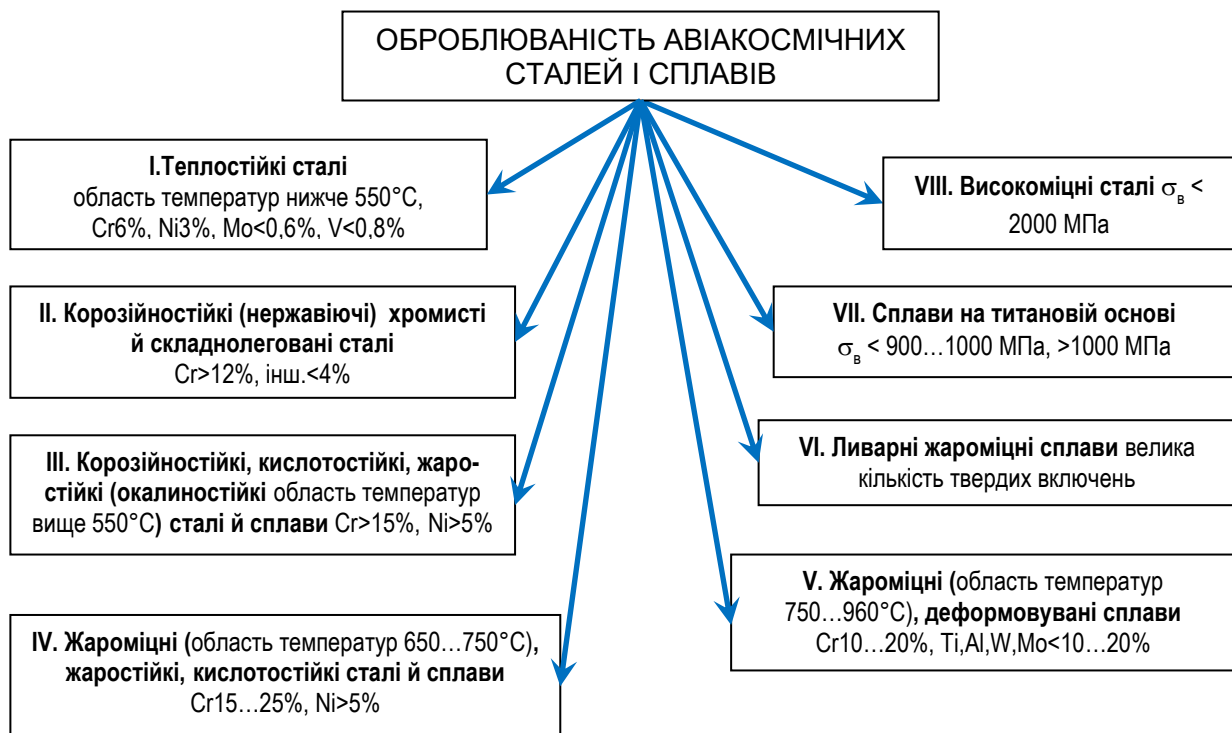 ОБРОБЛЮВАНІСТЬ АВІАКОСМІЧНИХ
СТАЛЕЙ І СПЛАВІВ
I.Теплостійкі сталі
область температур нижче 550°С,
Cr6%, Ni3%, Mo<0,6%, V<0,8%
II. Корозійностійкі (нержавіючі) хромисті
й складнолеговані сталі
Cr>12%, інш.<4%
III. Корозійностійкі, кислотостійкі, жаро-
стійкі (окалиностійкі область температур
вище 550°С) сталі й сплави Cr>15%, Ni>5%
IV. Жароміцні (область температур 650…750°С),
жаростійкі, кислотостійкі сталі й сплави
Cr15…25%, Ni>5%
V. Жароміцні (область температур
750…960°С), деформовувані сплави
Cr10…20%, Ti,Al,W,Mo<10…20%
VI. Ливарні жароміцні сплави велика
кількість твердих включень
VII. Сплави на титановій основі
σв < 900…1000 МПа, >1000 МПа
VIII. Високоміцні сталі σв <
2000 МПа